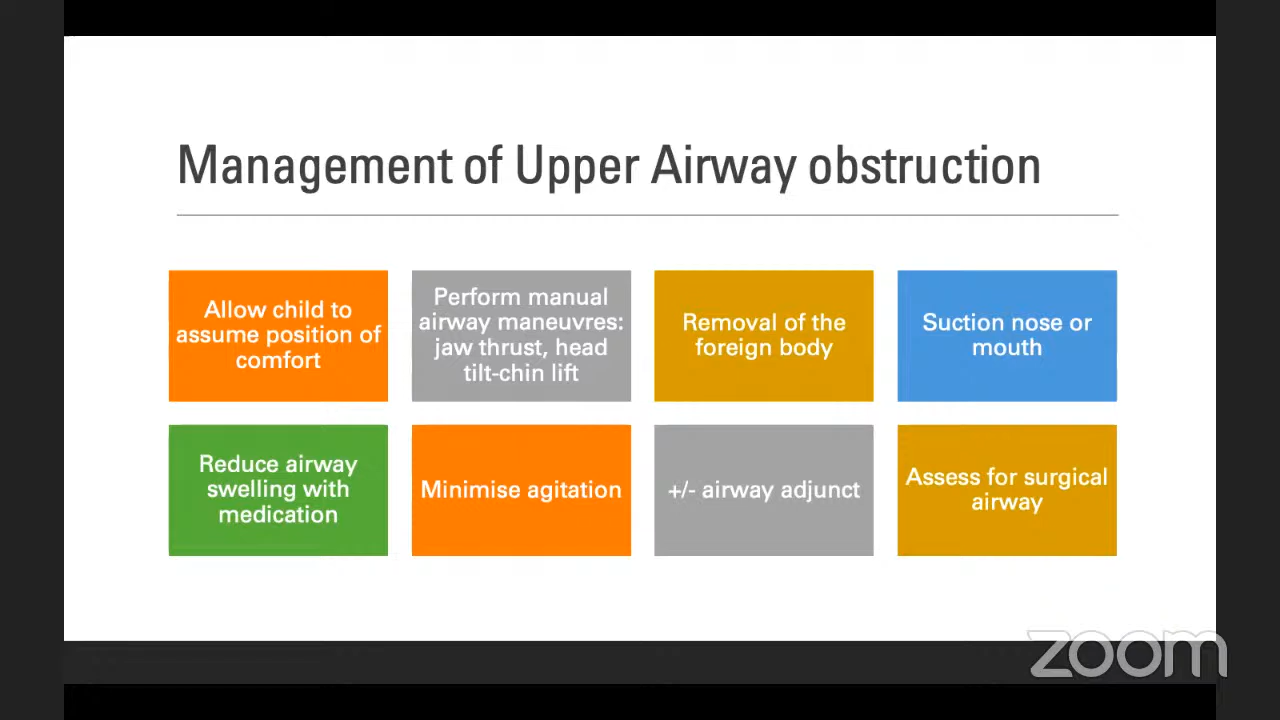 Management of Upper Airway obstruction
Allow child to
assume position of
comfort
Perform manual
airway maneuvres:
jaw thrust, head
tilt-chin lift
Removal of the
foreign body
Suction nose or
mouth
Reduce airway
swelling with
medication
Minimise agitation
+/- airway adjunct
Assess for surgical
airway
zoom